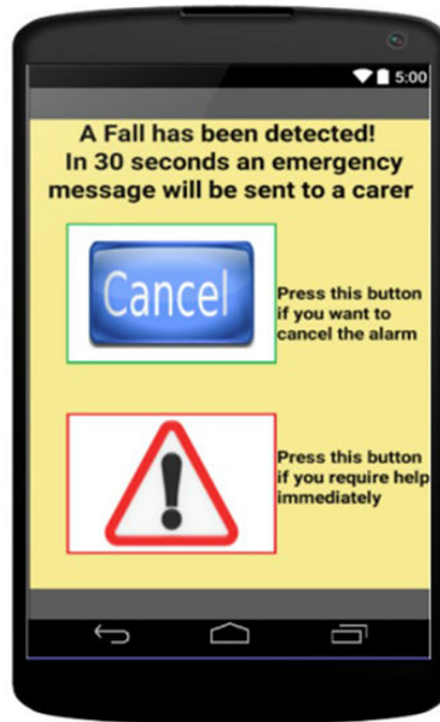 5:00
A Fall has been detected!
In 30 seconds an emergency
message will be sent to a carer
Cancel
Press this button
if you want to
cancel the alarm
Press this button
if you require help
immediately